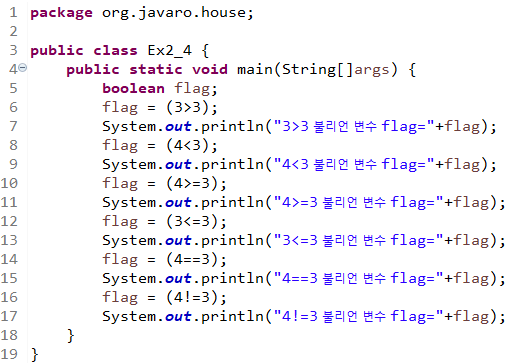 1 package org.javaro.house;
2
3 public class Ex2_4 {
4     public static void main(String[]args) {
5         boolean flag;
6         flag = (3>3);
7         System.out.println("3>3 불리언 변수 flag="+flag);
8         flag = (4<3);
9         System.out.println("4<3 불리언 변수 flag="+flag);
10         flag = (4>=3);
11         System.out.println("4>=3 불리언 변수 flag="+flag);
12         flag = (3<=3);
13         System.out.println("3<=3 불리언 변수 flag="+flag);
14         flag = (4==3);
15         System.out.println("4==3 불리언 변수 flag="+flag);
16         flag = (4!=3);
17         System.out.println("4!=3 불리언 변수 flag="+flag);
18     }
19 }